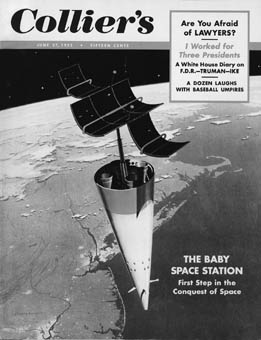 Collier's
Are You Afraid
of LAWYERS?
I Worked for
Three Presidents
A White House Diary on
F.D.R.—TRUMAN—IKE
A DOZEN LAUGHS
WITH BASEBALL UMPIRES
JUNE 27, 1953 • FIFTEEN CENTS
THE BABY
SPACE STATION
First Step in the
Conquest of Space